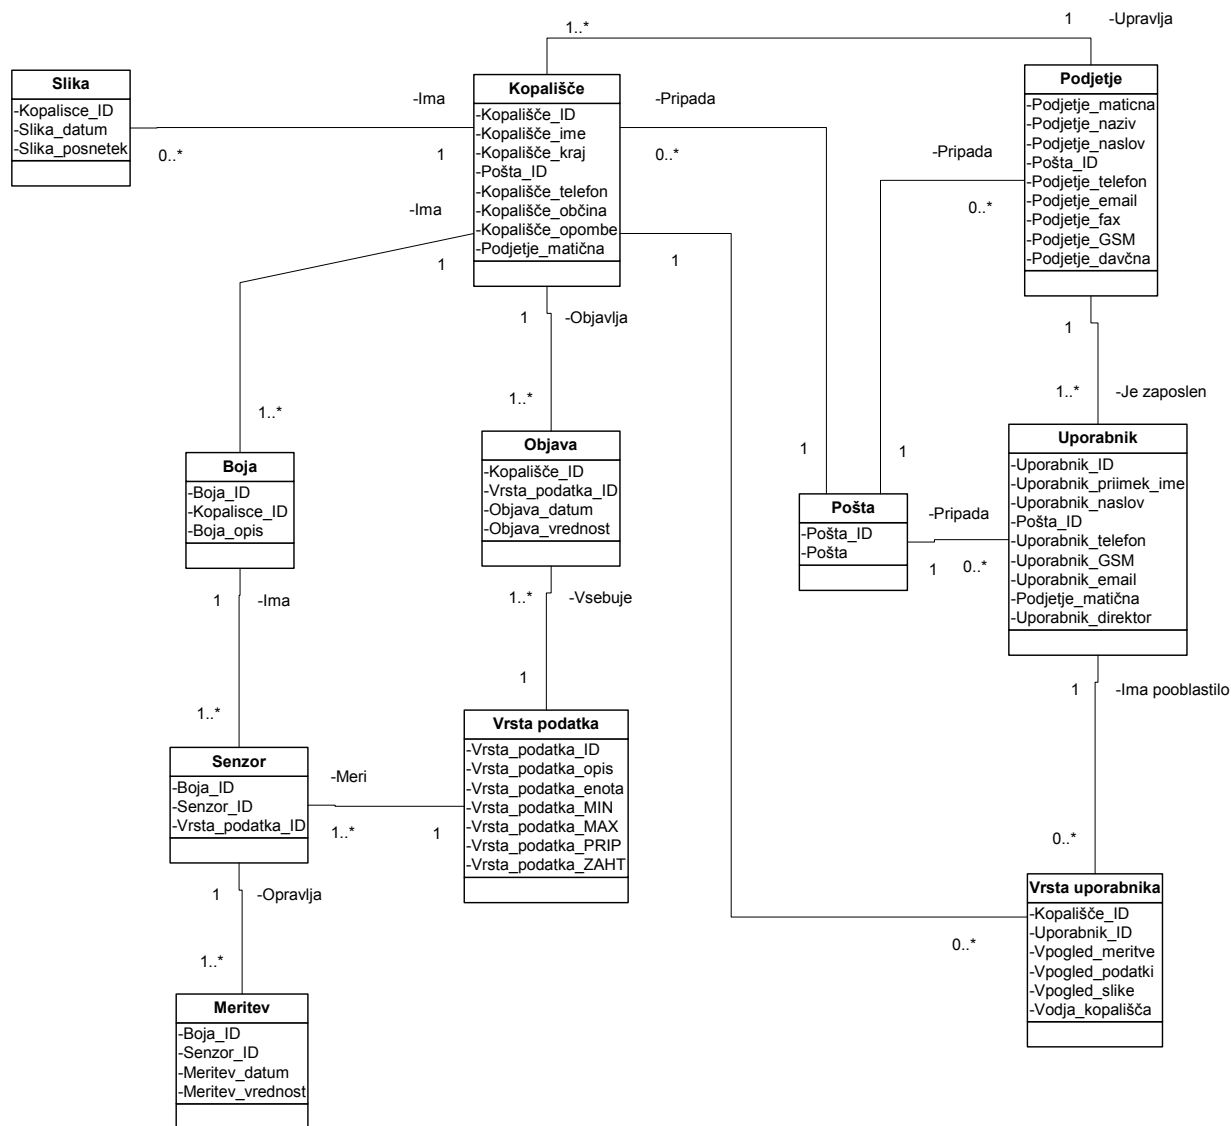 1..*
1
-Upravlja
Slika
-Kopalisce_ID
-Slika_datum
-Slika_posnetek
0..*
-Ima
1
Kopališče
-Kopališče_ID
-Kopališče_ime
-Kopališče_kraj
-Pošta_ID
-Kopališče_telefon
-Kopališče_občina
-Kopališče_opombe
-Podjetje_matična
-Pripada
0..*
Podjetje
-Podjetje_maticna
-Podjetje_naziv
-Podjetje_naslov
-Pošta_ID
-Podjetje_telefon
-Podjetje_email
-Podjetje_fax
-Podjetje_GSM
-Podjetje_davčna
-Pripada
0..*
-Ima
1
1
1
-Objavlja
1
1..*
1..*
1..*
-Je zaposlen
Boja
-Boja_ID
-Kopalisce_ID
-Boja_opis
Objava
-Kopališče_ID
-Vrsta_podatka_ID
-Objava_datum
-Objava_vrednost
1
1
Pošta
-Pošta_ID
-Pošta
-Pripada
1
0..*
Uporabnik
-Uporabnik_ID
-Uporabnik_priimek_ime
-Uporabnik_naslov
-Pošta_ID
-Uporabnik_telefon
-Uporabnik_GSM
-Uporabnik_email
-Podjetje_matična
-Uporabnik_direktor
1
-Ima
1..*
-Vsebuje
1
1
-Ima pooblastilo
1..*
Senzor
-Boja_ID
-Senzor_ID
-Vrsta_podatka_ID
-Meri
1..*
1
Vrsta podatka
-Vrsta_podatka_ID
-Vrsta_podatka_opis
-Vrsta_podatka_enota
-Vrsta_podatka_MIN
-Vrsta_podatka_MAX
-Vrsta_podatka_PRIP
-Vrsta_podatka_ZAHT
0..*
1
-Opravlja
1..*
0..*
Vrsta uporabnika
-Kopališče_ID
-Uporabnik_ID
-Vpogled_meritve
-Vpogled_podatki
-Vpogled_slike
-Vodja_kopališča
Meritev
-Boja_ID
-Senzor_ID
-Meritev_datum
-Meritev_vrednost